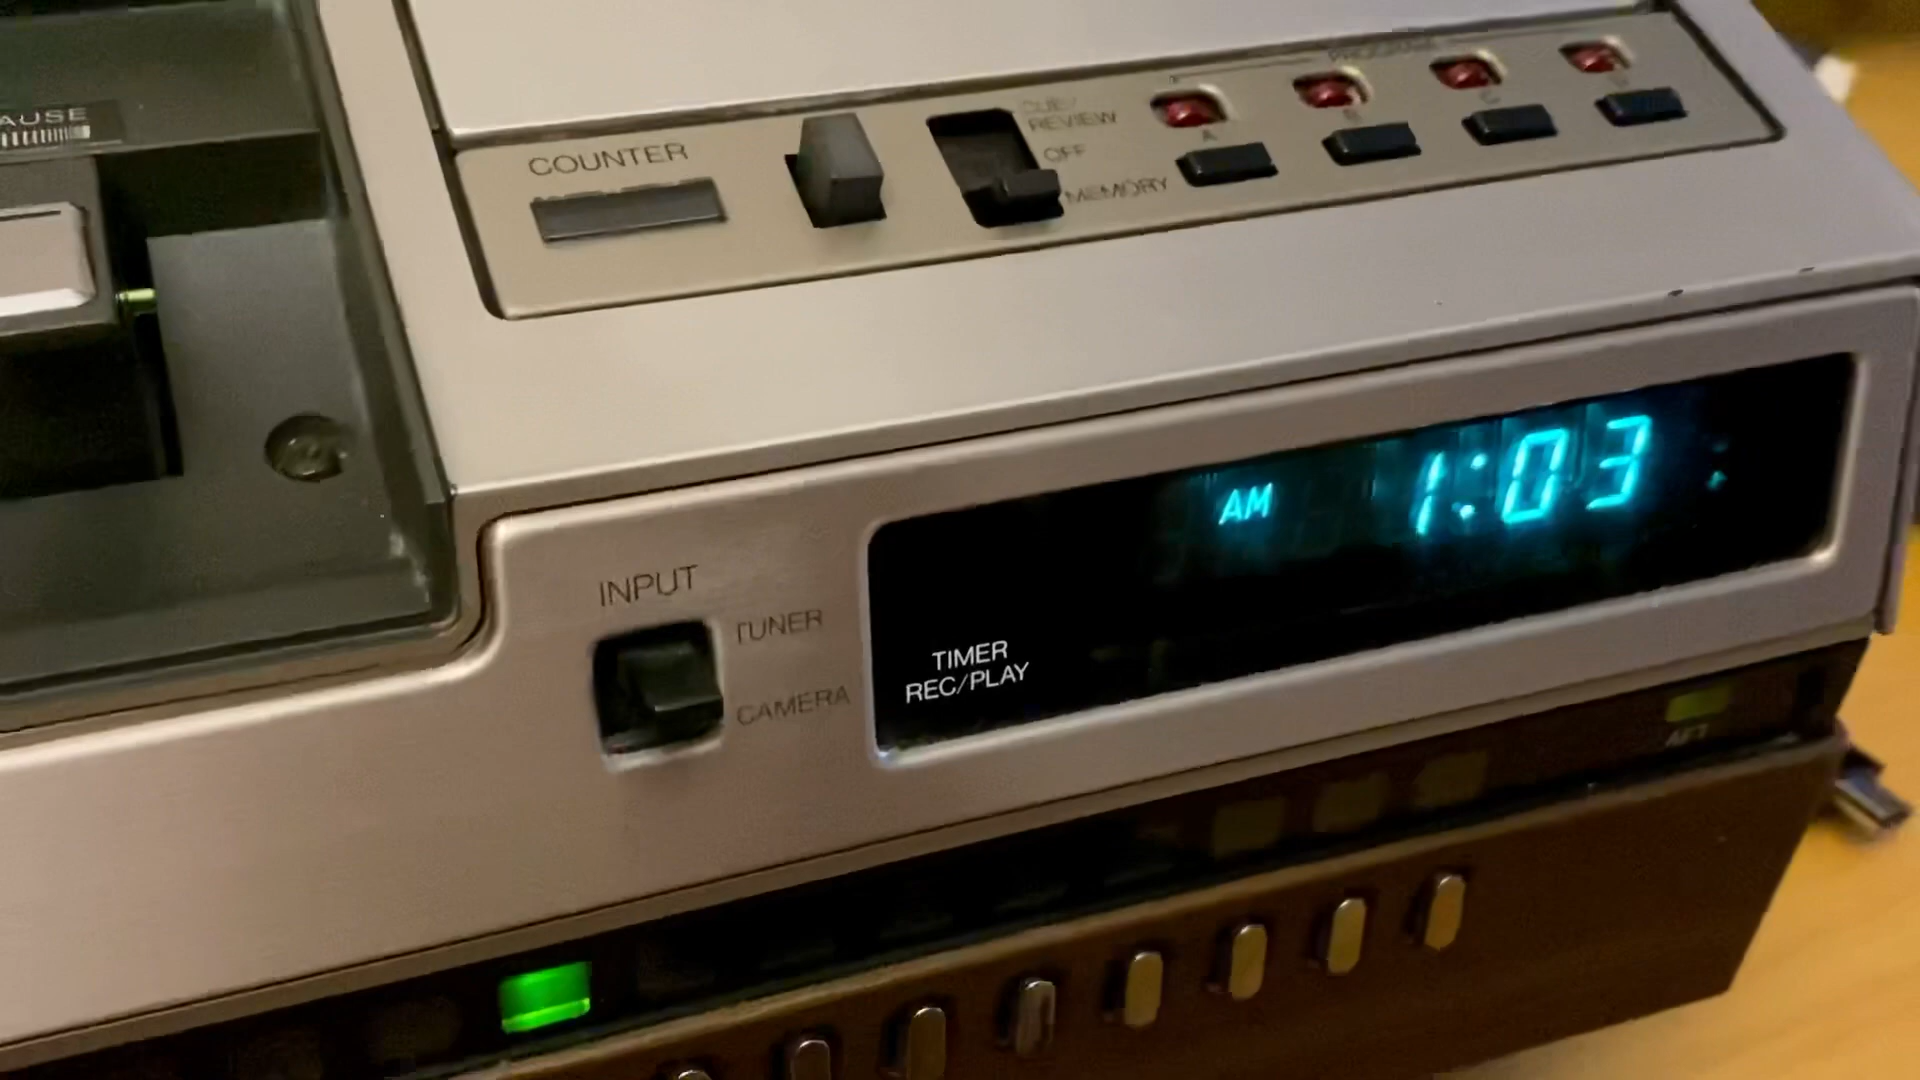 AUSE
COUNTER
CUE/
REVIEW
OFF
MEMORY
A
B
C
AM 1:03
INPUT
TUNER
CAMERA
TIMER
REC/PLAY
AFT